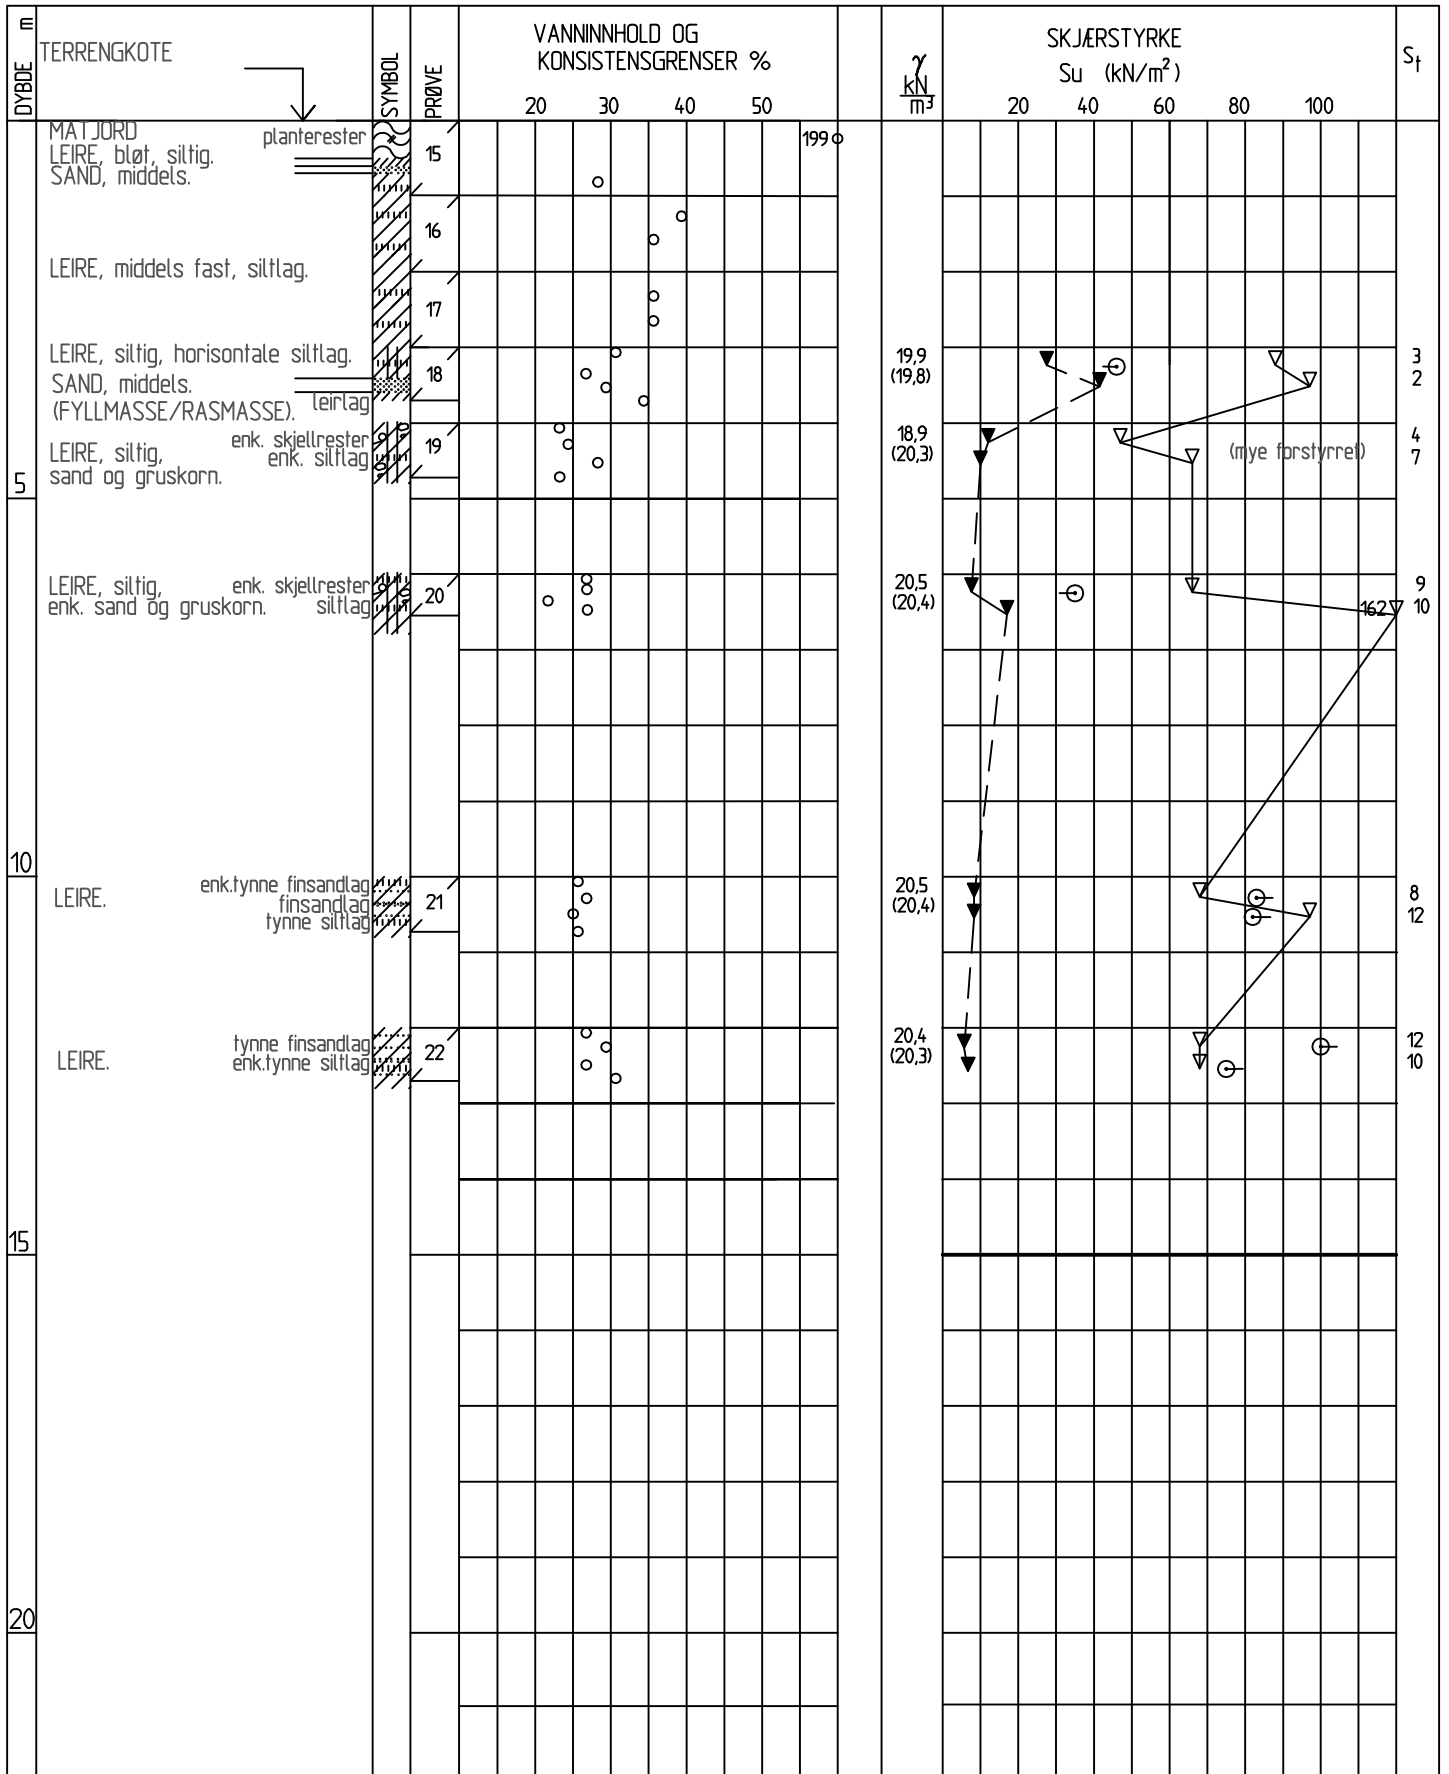 DYBDE m
TERRENGKOTE
SYMBOL
PRØVE
VANNINNHOLD OG
KONSISTENSGRENSER %
20 30 40 50
γ
kN
m³
SKJÆRSTYRKE
Su (kN/m²)
20 40 60 80 100
St
MATJORD planterester
LEIRE, bløt, siltig.
SAND, middels.
15
199
16
LEIRE, middels fast, siltlag.
17
LEIRE, siltig, horisontale siltlag.
SAND, middels.
(FYLLMASSE/RASMASSE). leirlag
18
19,9
(19,8)
3
2
LEIRE, siltig, enk. skjellrester
sand og gruskorn. enk. siltlag
19
18,9
(20,3)
(mye forstyrret)
4
7
5
LEIRE, siltig, enk. skjellrester
enk. sand og gruskorn. siltlag
20
20,5
(20,4)
162
9
10
10
LEIRE.
enk.tynne finsandlag
finsandlag
tynne siltlag
21
20,5
(20,4)
8
12
LEIRE.
tynne finsandlag
enk.tynne siltlag
22
20,4
(20,3)
12
10
15
20